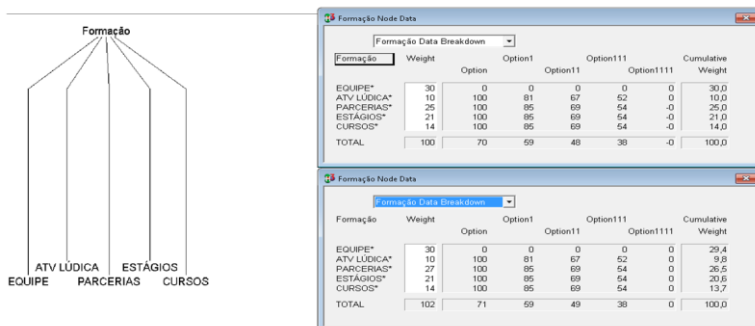 Formação
EQUIPE
ATV LÚDICA
PARCERIAS
ESTÁGIOS
CURSOS
Formação Node Data
Formação Data Breakdown
Formação Weight Option1 Option111 Cumulative
Option Option11 Option1111 Weight
EQUIPE* 30 0 0 0 0 0 30,0
ATV LÚDICA* 10 100 81 67 52 0 10,0
PARCERIAS* 25 100 85 69 54 -0 25,0
ESTÁGIOS* 21 100 85 69 54 -0 21,0
CURSOS* 14 100 85 69 54 -0 14,0
TOTAL 100 70 59 48 38 -0 100,0
Formação Node Data
Formação Data Breakdown
Formação Weight Option1 Option111 Cumulative
Option Option11 Option1111 Weight
EQUIPE* 30 0 0 0 0 0 29,4
ATV LÚDICA* 10 100 81 67 52 0 9,8
PARCERIAS* 27 100 85 69 54 0 26,5
ESTÁGIOS* 21 100 85 69 54 0 20,6
CURSOS* 14 100 85 69 54 0 13,7
TOTAL 102 71 59 49 38 0 100,0